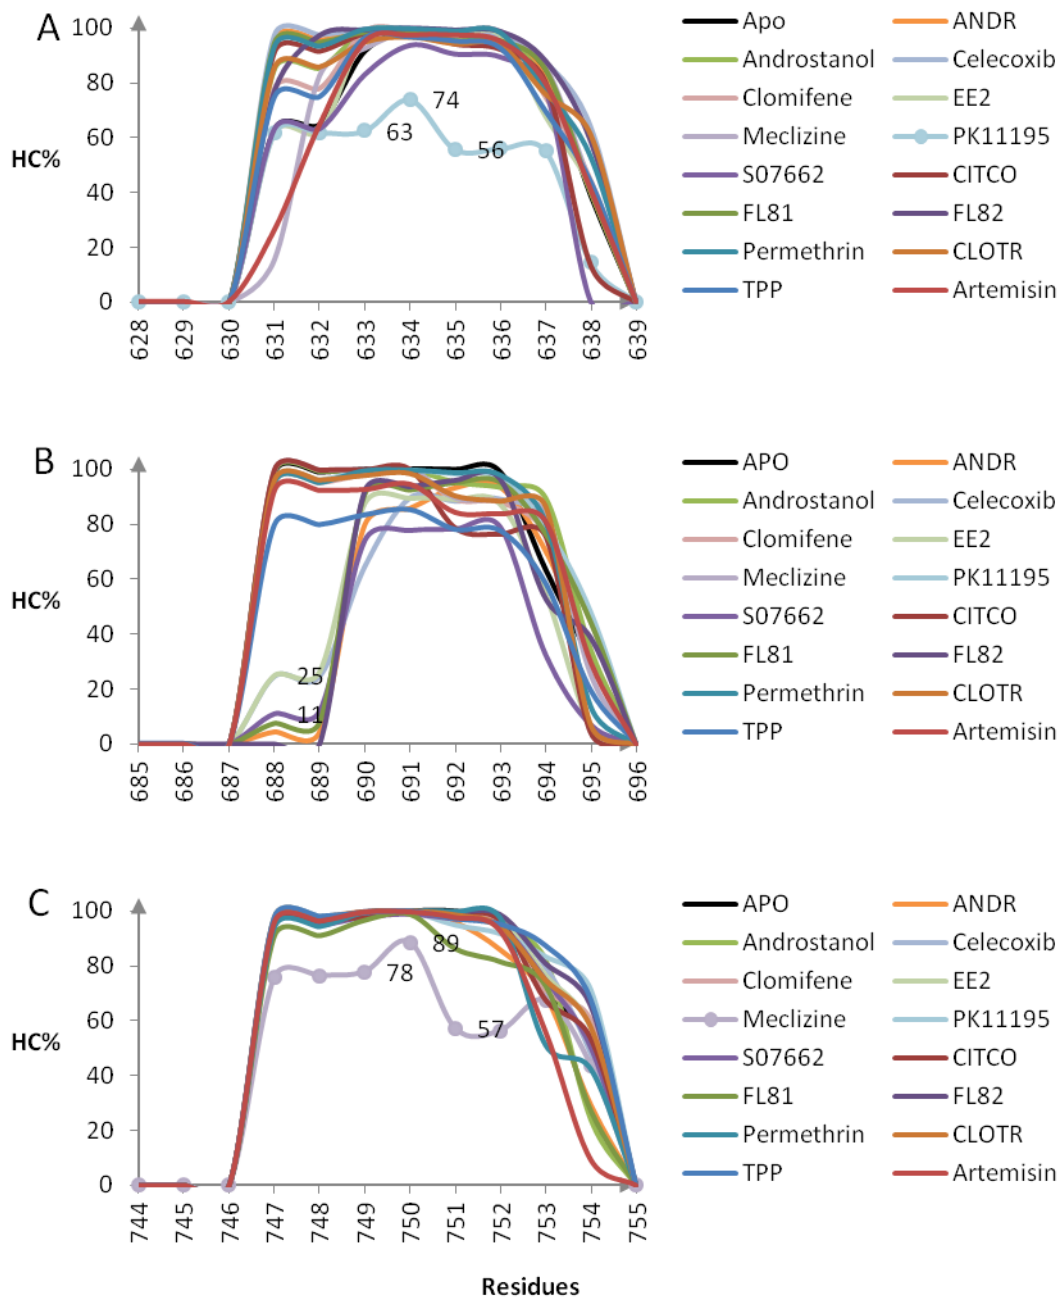 A
HC%
100
80
60
40
20
0
74
63
56
628 629 630 631 632 633 634 635 636 637 638 639
Apo ANDR
Androstanol Celecoxib
Clomifene EE2
Meclizine PK11195
S07662 CITCO
FL81 FL82
Permethrin CLOTR
TPP Artemisin
B
HC%
100
80
60
40
20
0
25
11
685 686 687 688 689 690 691 692 693 694 695 696
APO ANDR
Androstanol Celecoxib
Clomifene EE2
Meclizine PK11195
S07662 CITCO
FL81 FL82
Permethrin CLOTR
TPP Artemisin
C
HC%
100
80
60
40
20
0
89
78
57
744 745 746 747 748 749 750 751 752 753 754 755
APO ANDR
Androstanol Celecoxib
Clomifene EE2
Meclizine PK11195
S07662 CITCO
FL81 FL82
Permethrin CLOTR
TPP Artemisin
Residues